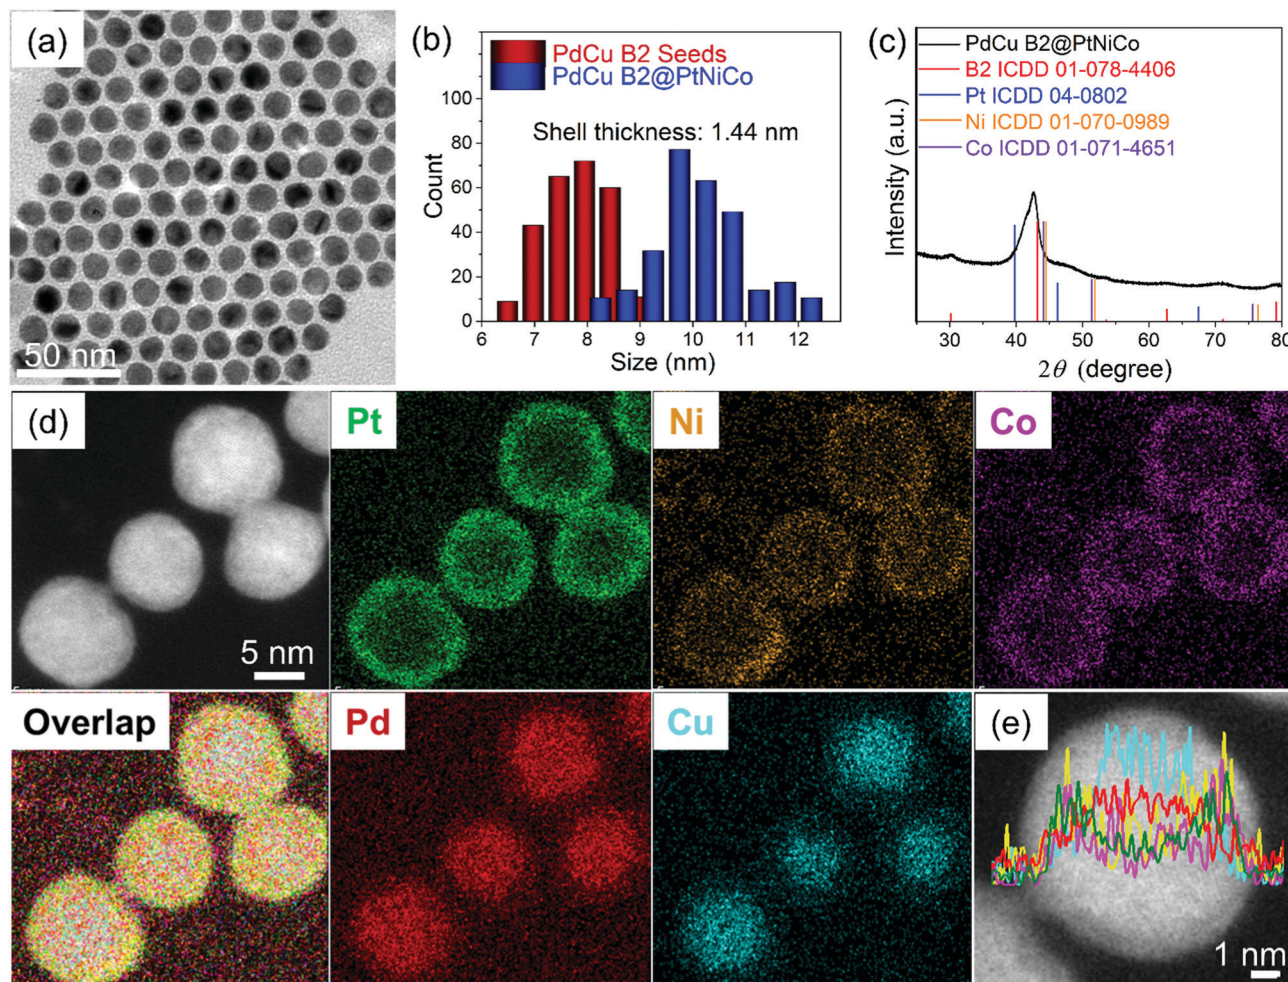 (a)
50 nm
(b)
PdCu B2 Seeds
PdCu B2@PtNiCo
Shell thickness: 1.44 nm
Count
100
80
60
40
20
0
6 7 8 9 10 11 12
Size (nm)
(c)
PdCu B2@PtNiCo
B2 ICDD 01-078-4406
Pt ICDD 04-0802
Ni ICDD 01-070-0989
Co ICDD 01-071-4651
Intensity (a.u.)
30 40 50 60 70 80
2θ (degree)
(d)
5 nm
Pt
Ni
Co
Overlap
Pd
Cu
(e)
1 nm